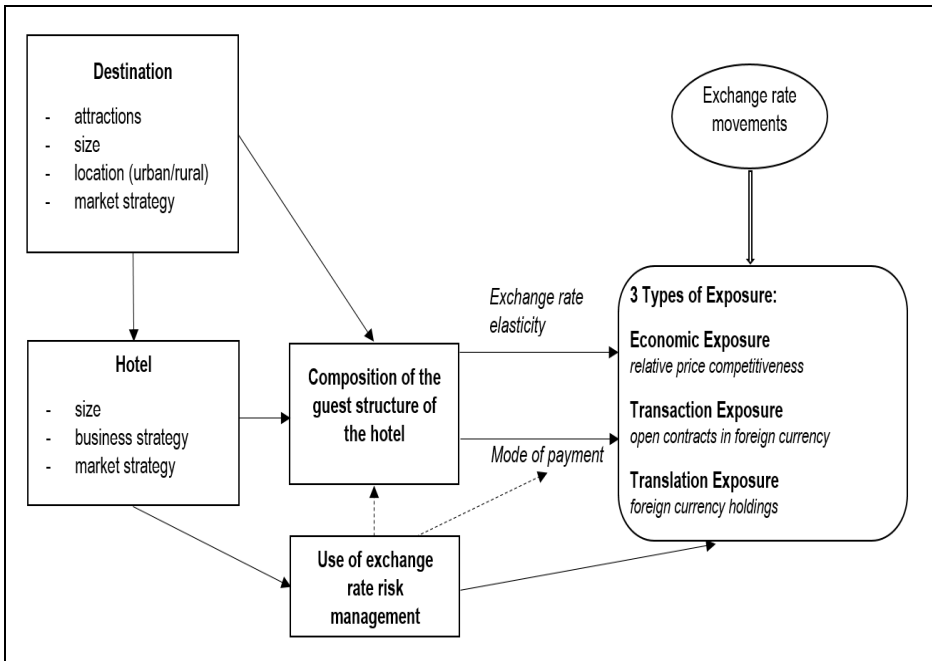 Destination
- attractions
- size
- location (urban/rural)
- market strategy
Exchange rate
movements
Hotel
- size
- business strategy
- market strategy
Composition of the
guest structure of
the hotel
Exchange rate
elasticity
Mode of payment
3 Types of Exposure:
Economic Exposure
relative price competitiveness
Transaction Exposure
open contracts in foreign currency
Translation Exposure
foreign currency holdings
Use of exchange
rate risk
management